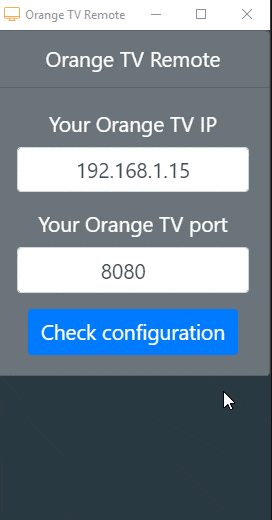 Orange TV Remote
Orange TV Remote
Your Orange TV IP
192.168.1.15
Your Orange TV port
8080
Check configuration